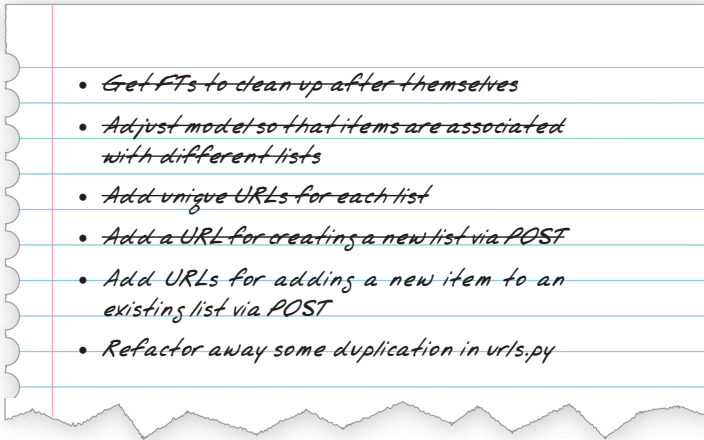 • Get FTs to clean up after themselves
• Adjust model so that items are associated
with different lists
• Add unique URLs for each list
• Add a URL for creating a new list via POST
• Add URLs for adding a new item to an
existing list via POST
• Refactor away some duplication in urls.py